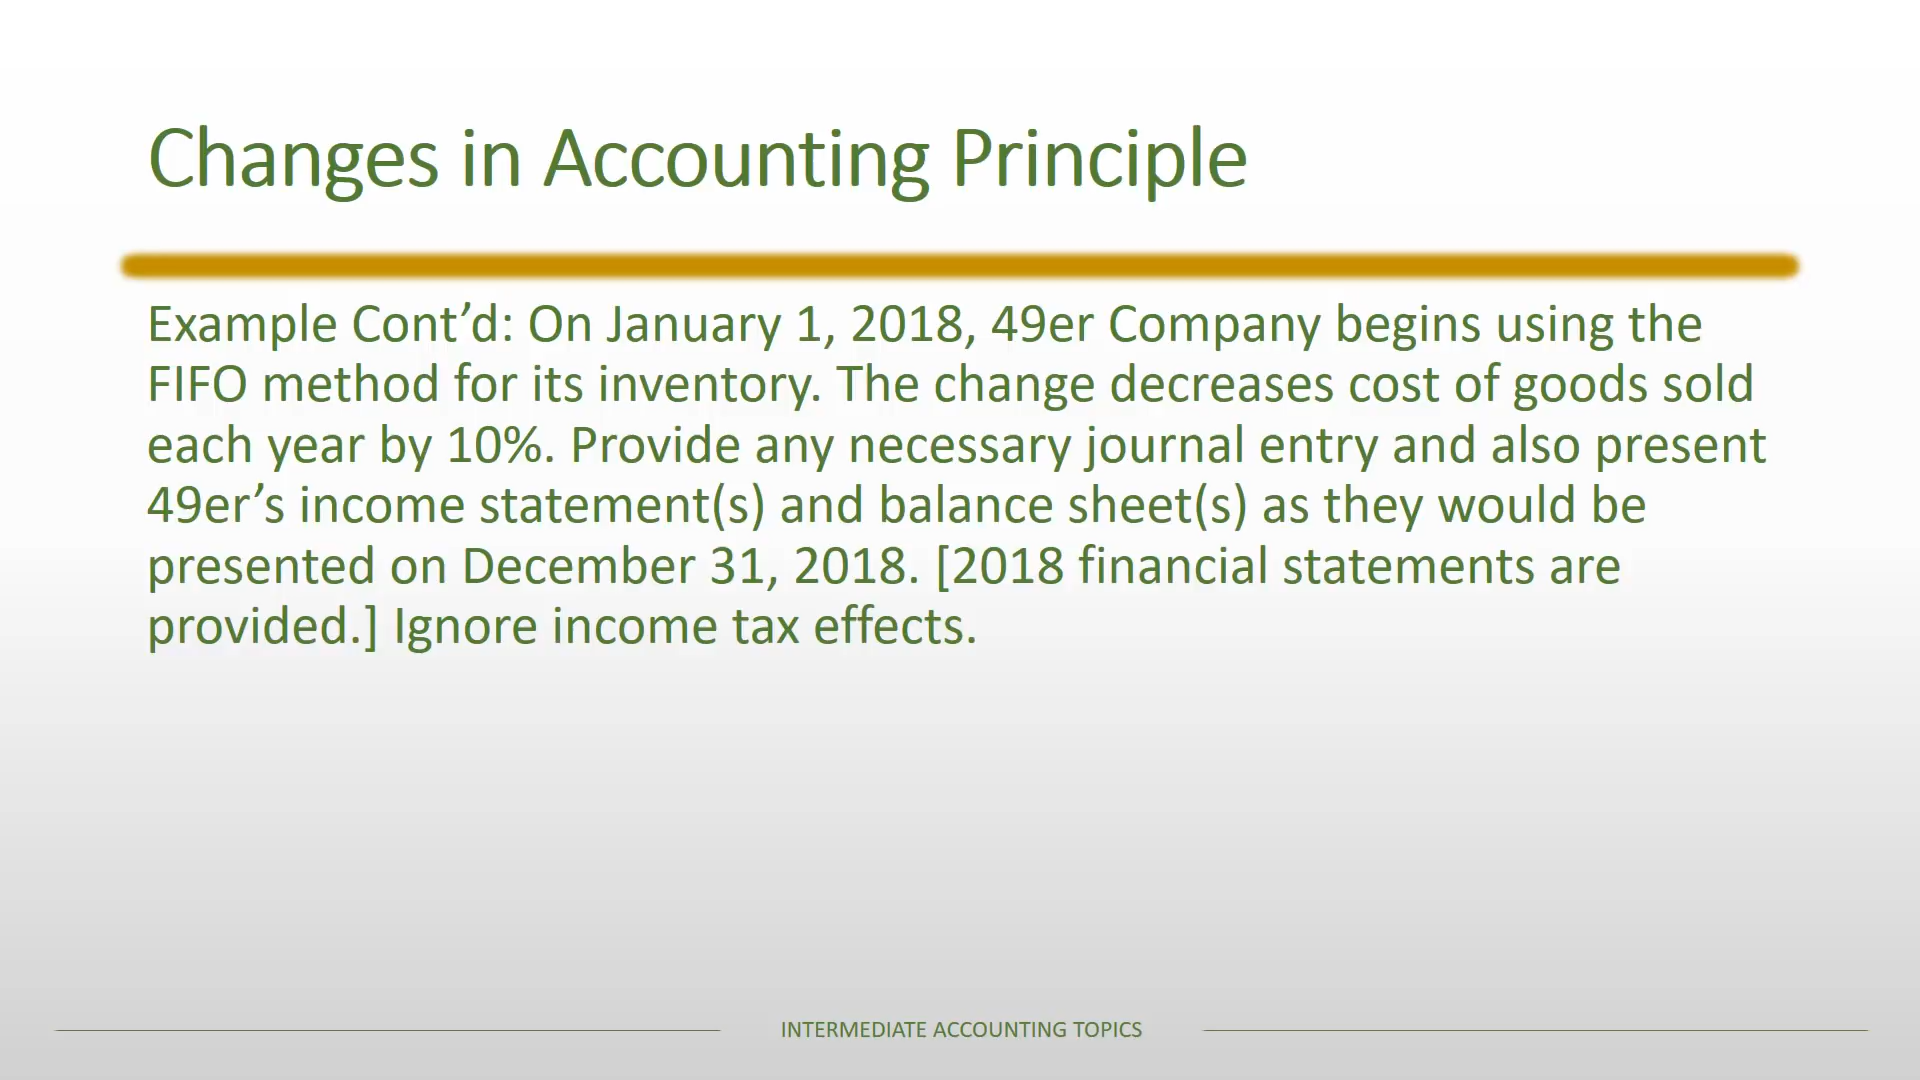 Changes in Accounting Principle
Example Cont’d: On January 1, 2018, 49er Company begins using the
FIFO method for its inventory. The change decreases cost of goods sold
each year by 10%. Provide any necessary journal entry and also present
49er’s income statement(s) and balance sheet(s) as they would be
presented on December 31, 2018. [2018 financial statements are
provided.] Ignore income tax effects.
INTERMEDIATE ACCOUNTING TOPICS